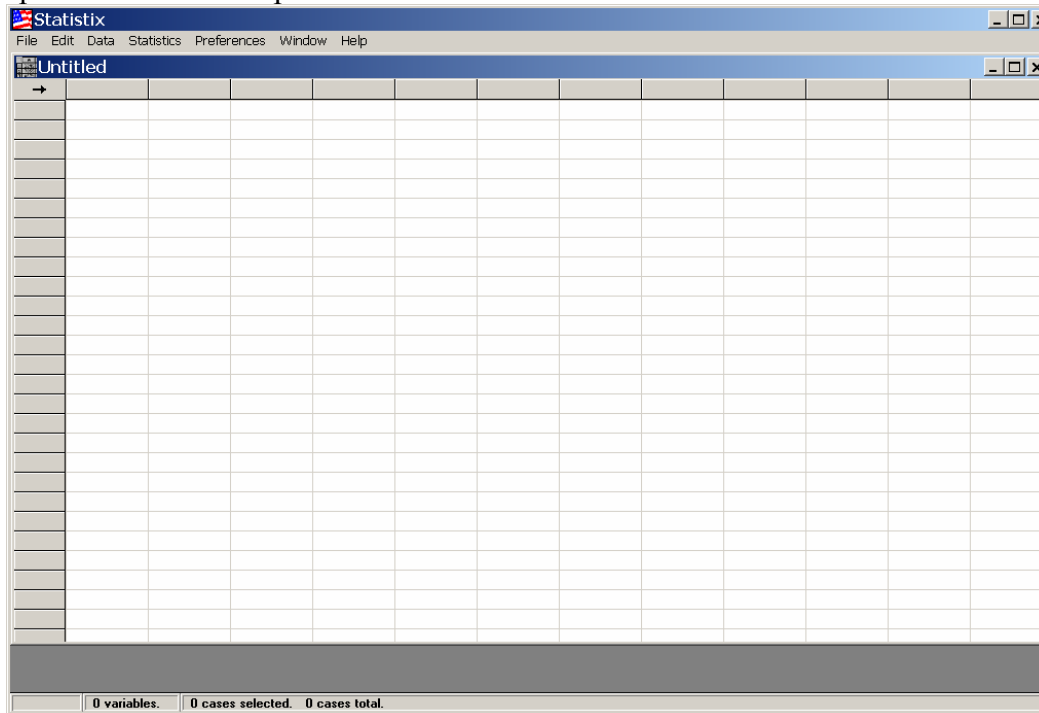 Statistix
File Edit Data Statistics Preferences Window Help
Untitled
0 variables. 0 cases selected. 0 cases total.